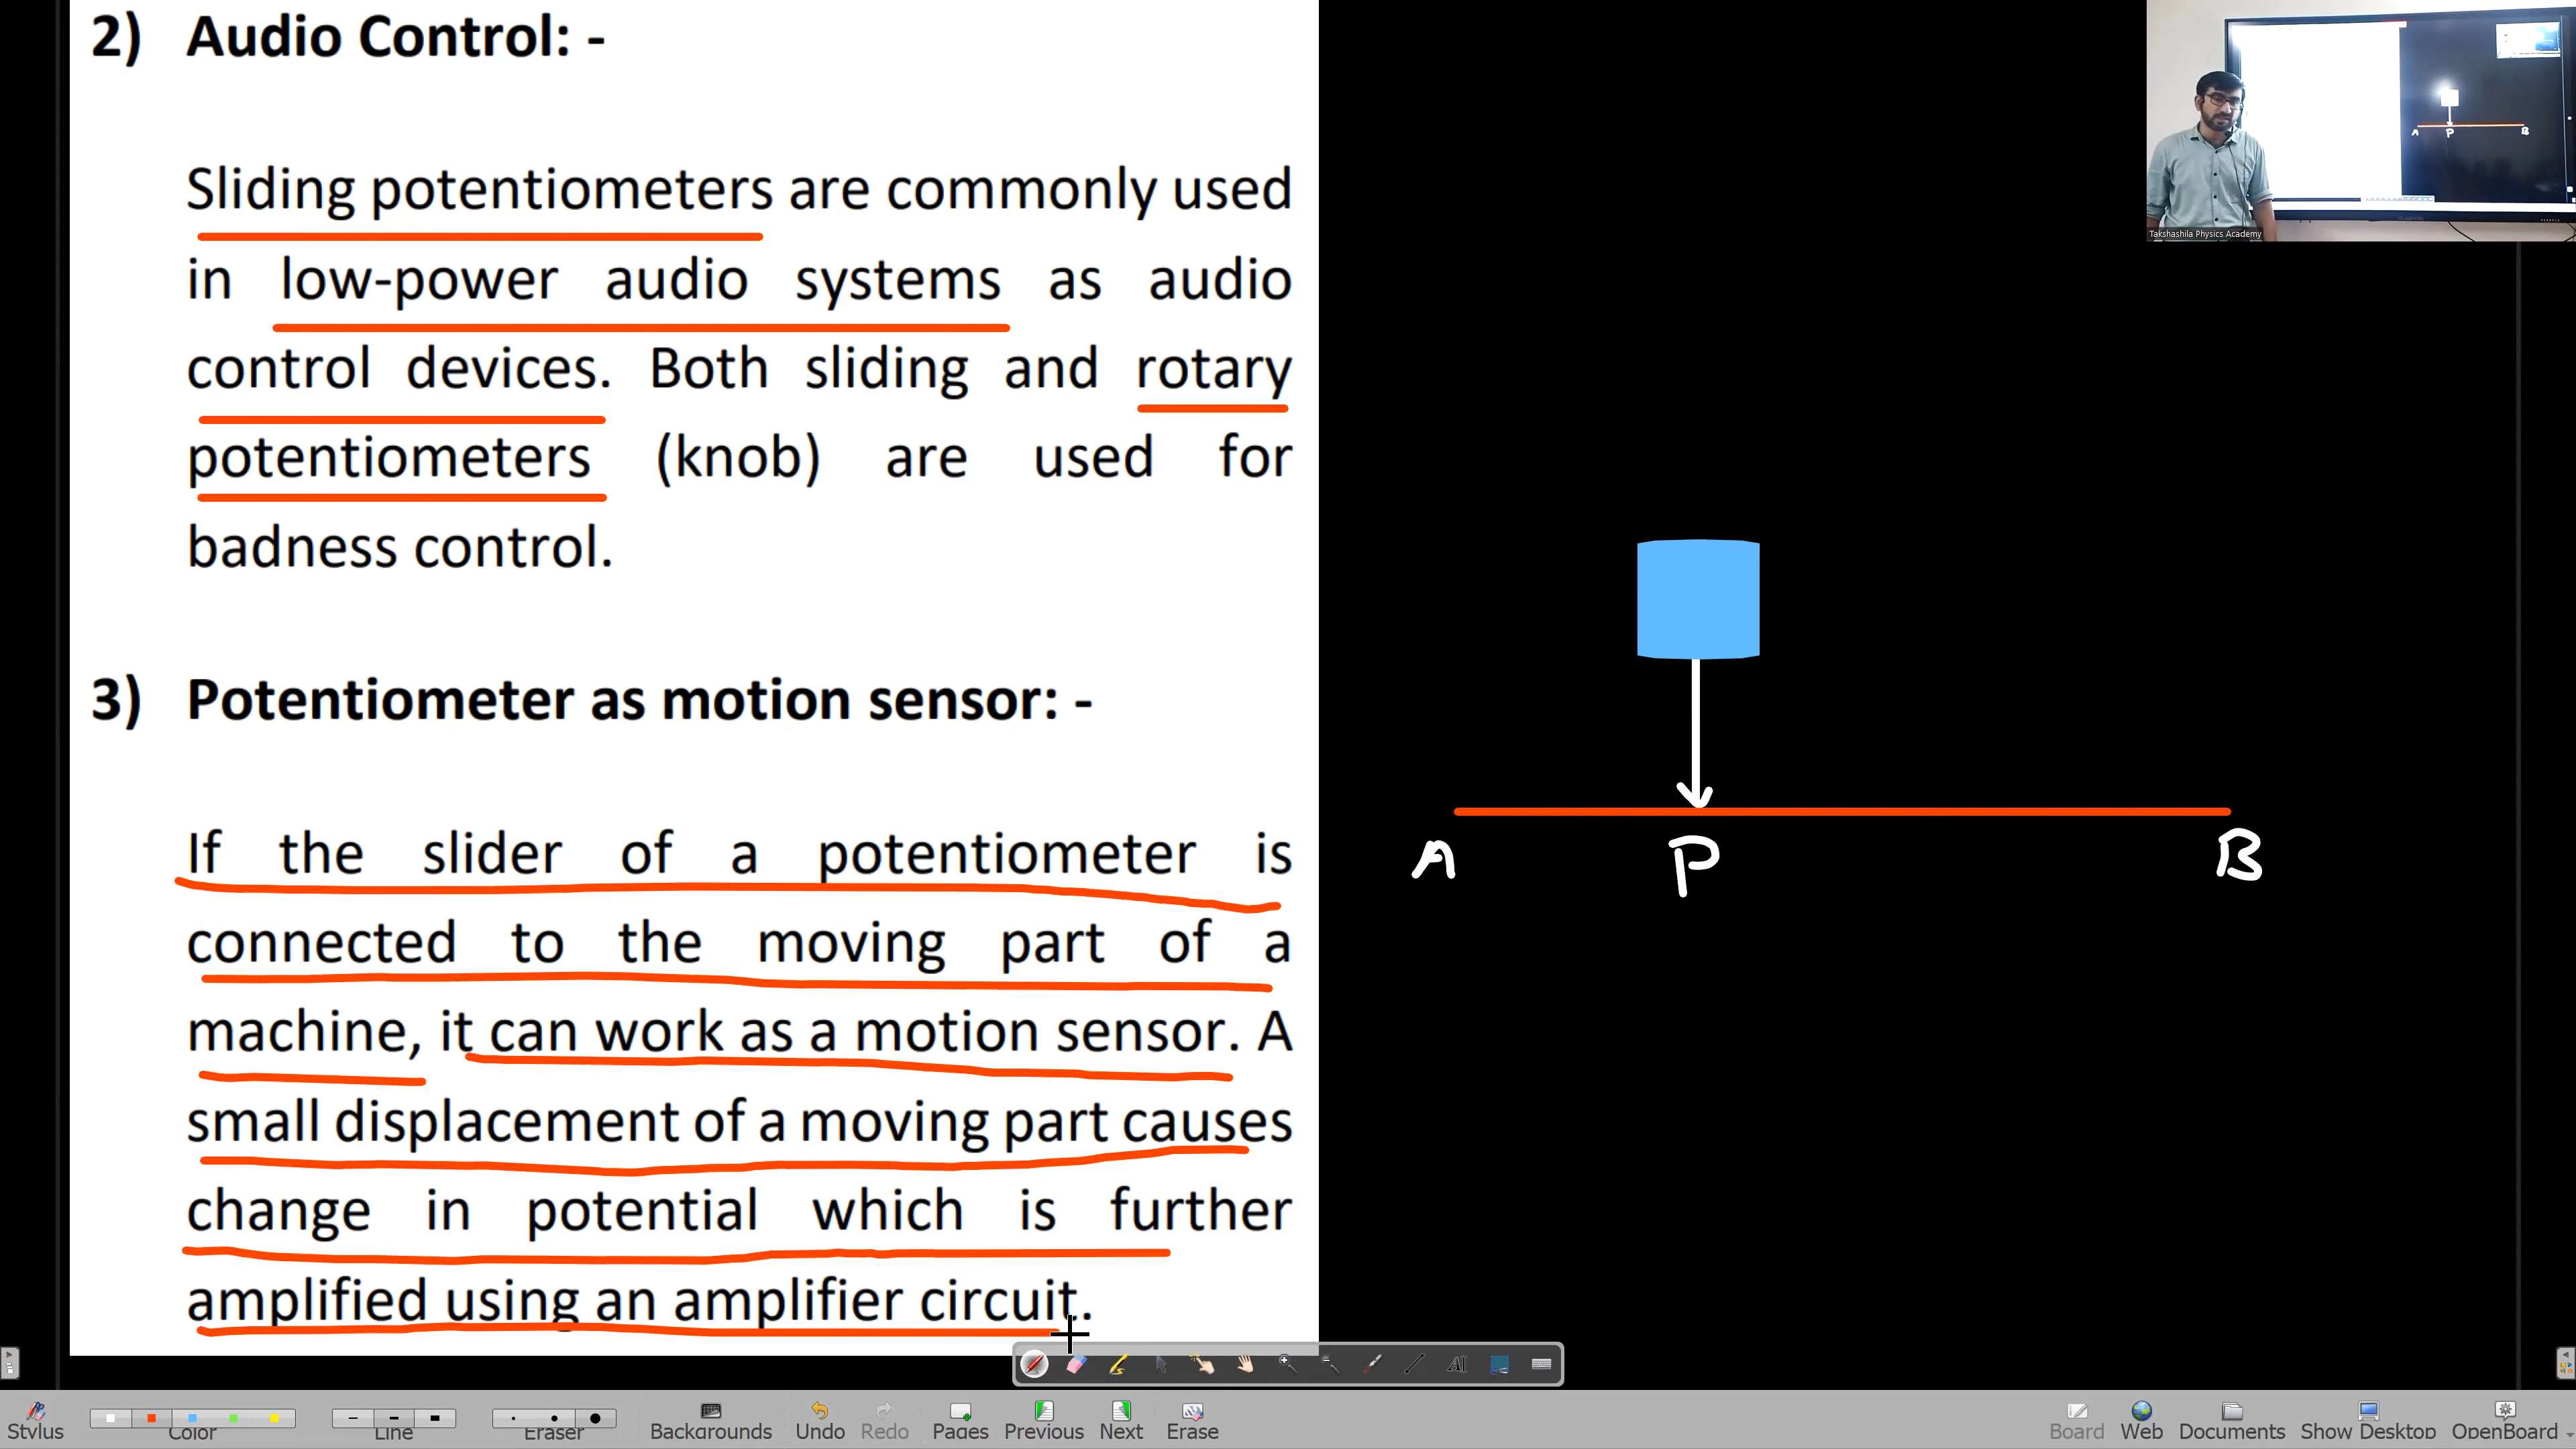 2) Audio Control: -
Sliding potentiometers are commonly used
in low-power audio systems as audio
control devices. Both sliding and rotary
potentiometers (knob) are used for
badness control.
3) Potentiometer as motion sensor: -
If the slider of a potentiometer is
connected to the moving part of a
machine, it can work as a motion sensor. A
small displacement of a moving part causes
change in potential which is further
amplified using an amplifier circuit.
A P B
A P B
Takshashila Physics Academy
AI
Stylus Color Line Eraser Backgrounds Undo Redo Pages Previous Next Erase Board Web Documents Show Desktop OpenBoard